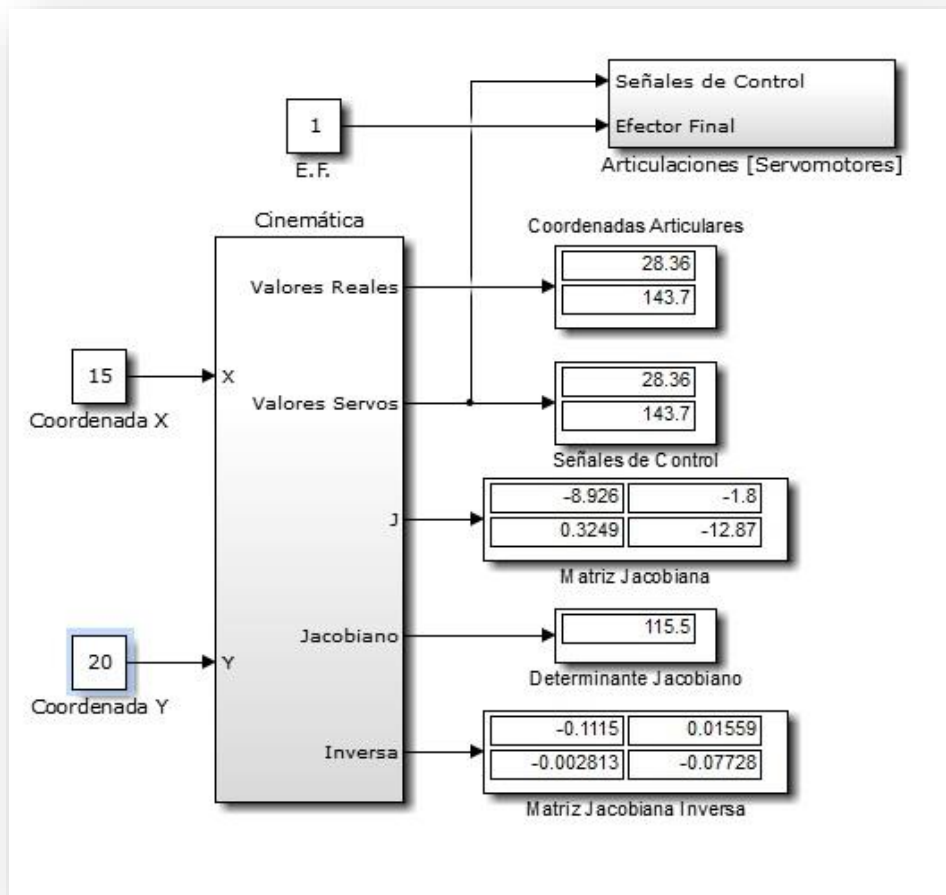 Señales de Control
1
Efector Final
E.F.
Articulaciones [Servomotores]
Cinemática
Coordenadas Articulares
Valores Reales
28.36
143.7
15
X
Coordenada X
Valores Servos
28.36
143.7
Señales de Control
J
-8.926 -1.8
0.3249 -12.87
Matriz Jacobiana
Jacobiano
115.5
Determinante Jacobiano
20
Y
Coordenada Y
Inversa
-0.1115 0.01559
-0.002813 -0.07728
Matriz Jacobiana Inversa